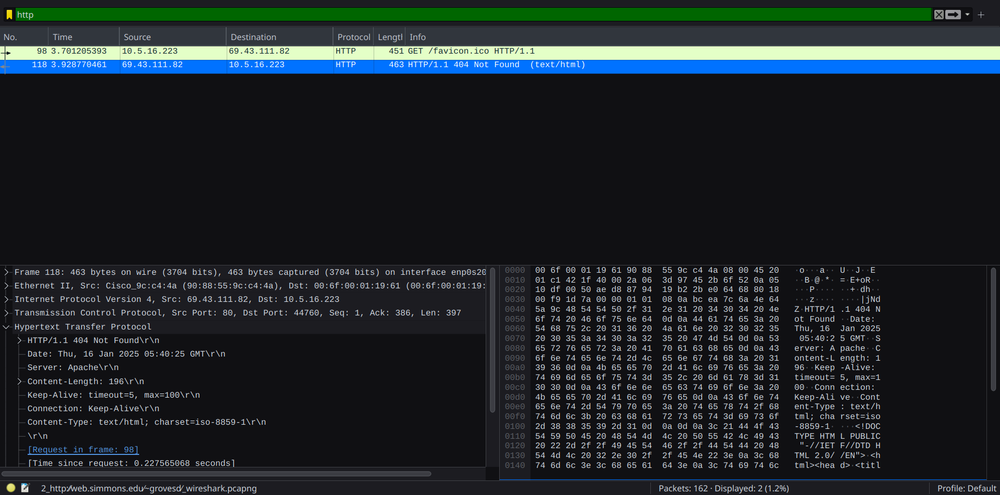 http
No. Time Source Destination Protocol Lengtl Info
98 3.701205393 10.5.16.223 69.43.111.82 HTTP 451 GET /favicon.ico HTTP/1.1
118 3.928770461 69.43.111.82 10.5.16.223 HTTP 463 HTTP/1.1 404 Not Found  (text/html)
Frame 118: 463 bytes on wire (3704 bits), 463 bytes captured (3704 bits) on interface enp0s20
Ethernet II, Src: Cisco_9c:c4:4a (90:88:55:9c:c4:4a), Dst: 00:6f:00:01:19:61 (00:6f:00:01:19:
Internet Protocol Version 4, Src: 69.43.111.82, Dst: 10.5.16.223
Transmission Control Protocol, Src Port: 80, Dst Port: 44760, Seq: 1, Ack: 386, Len: 397
Hypertext Transfer Protocol
HTTP/1.1 404 Not Found\r\n
Date: Thu, 16 Jan 2025 05:40:25 GMT\r\n
Server: Apache\r\n
Content-Length: 196\r\n
Keep-Alive: timeout=5, max=100\r\n
Connection: Keep-Alive\r\n
Content-Type: text/html; charset=iso-8859-1\r\n
\r\n
[Request in frame: 98]
[Time since request: 0.227565068 seconds]
0000 00 6f 00 01 19 61 90 88 55 9c c4 4a 08 00 45 20 ·o···a·· U··J··E
0010 01 c1 42 1f 40 00 2a 06 3d 97 45 2b 6f 52 0a 05 ··B·@·*· =·E+oR··
0020 10 df 00 50 ae d8 87 94 19 b2 2b e0 64 68 80 18 ···P···· ··+·dh··
0030 00 f9 1d 7a 00 00 01 01 08 0a bc ea 7c 6a 4e 64 ···z···· ····|jNd
0040 5a 9c 48 54 54 50 2f 31 2e 31 20 34 30 34 20 4e Z·HTTP/1 .1 404 N
0050 6f 74 20 46 6f 75 6e 64 0d 0a 44 61 74 65 3a 20 ot Found ··Date:
0060 54 68 75 2c 20 31 36 20 4a 61 6e 20 32 30 32 35 Thu, 16  Jan 2025
0070 20 30 35 3a 34 30 3a 32 35 20 47 4d 54 0d 0a 53  05:40:2 5 GMT··S
0080 65 72 76 65 72 3a 20 41 70 61 63 68 65 0d 0a 43 erver: A pache··C
0090 6f 6e 74 65 6e 74 2d 4c 65 6e 67 74 68 3a 20 31 ontent-L ength: 1
00a0 39 36 0d 0a 4b 65 65 70 2d 41 6c 69 76 65 3a 20 96··Keep -Alive:
00b0 74 69 6d 65 6f 75 74 3d 35 2c 20 6d 61 78 3d 31 timeout= 5, max=1
00c0 30 30 0d 0a 43 6f 6e 6e 65 63 74 69 6f 6e 3a 20 00··Conn ection:
00d0 4b 65 65 70 2d 41 6c 69 76 65 0d 0a 43 6f 6e 74 Keep-Ali ve··Cont
00e0 65 6e 74 2d 54 79 70 65 3a 20 74 65 78 74 2f 68 ent-Type : text/h
00f0 74 6d 6c 3b 20 63 68 61 72 73 65 74 3d 69 73 6f tml; cha rset=iso
0100 2d 38 38 35 39 2d 31 0d 0a 0d 0a 3c 21 44 4f 43 -8859-1· ···<!DOC
0110 54 59 50 45 20 48 54 4d 4c 20 50 55 42 4c 49 43 TYPE HTM L PUBLIC
0120 20 22 2d 2f 2f 49 45 54 46 2f 2f 44 54 44 20 48  "-//IET F//DTD H
0130 54 4d 4c 20 32 2e 30 2f 2f 45 4e 22 3e 0a 3c 68 TML 2.0/ /EN">·<h
0140 74 6d 6c 3e 3c 68 65 61 64 3e 0a 3c 74 69 74 6c tml><hea d>·<titl
2_http⁄⁄web.simmons.edu⁄~grovesd⁄_wireshark.pcapng Packets: 162 · Displayed: 2 (1.2%) Profile: Default